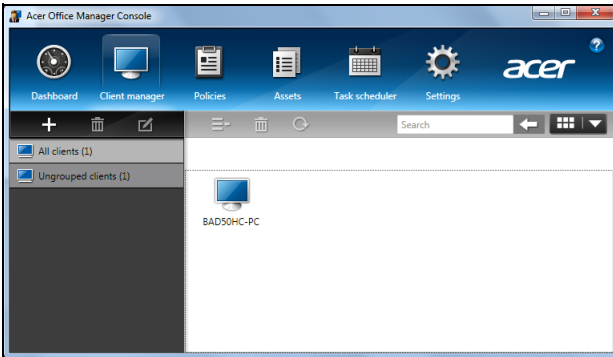 Acer Office Manager Console
?
acer
Dashboard
Client manager
Policies
Assets
Task scheduler
Settings
Search
All clients (1)
Ungrouped clients (1)
BAD50HC-PC